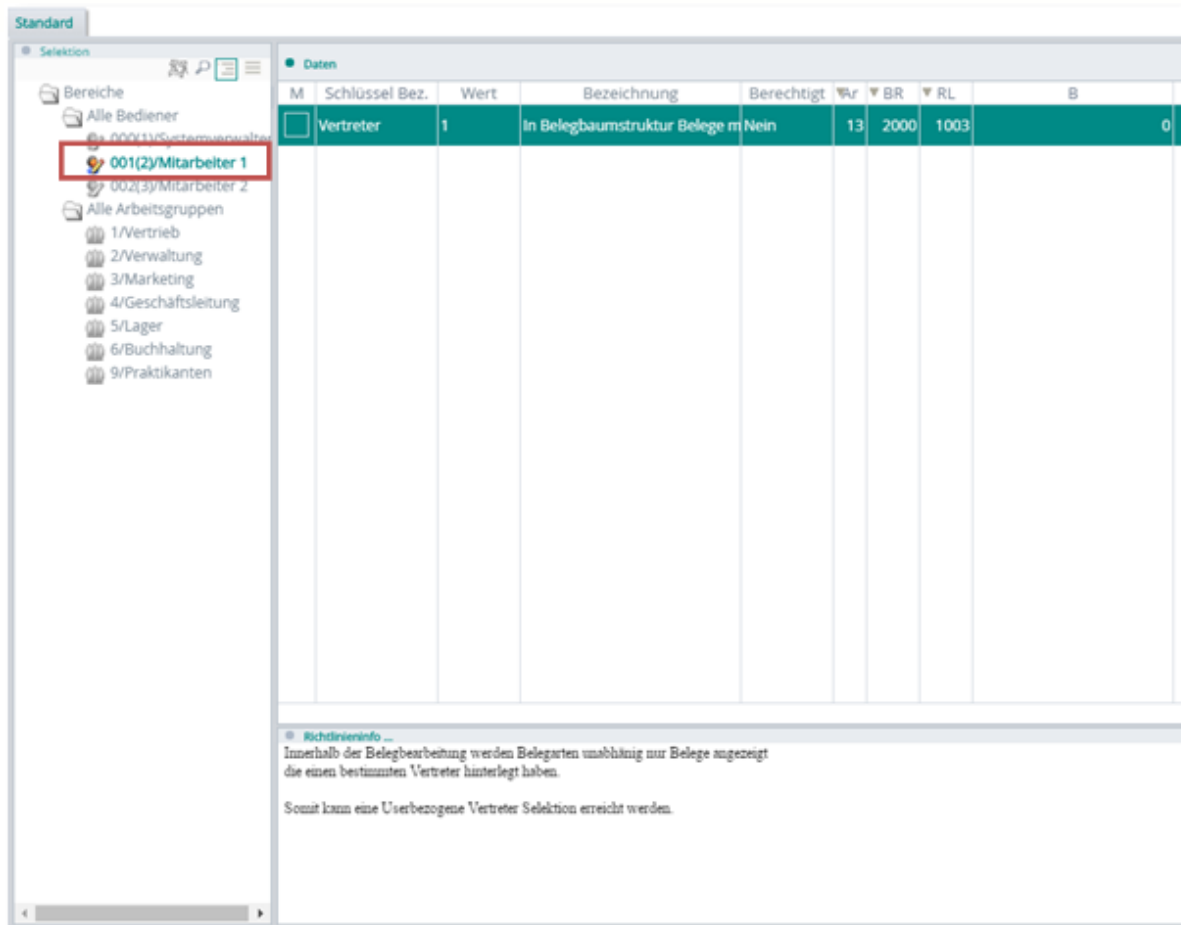 Standard
Selektion
Bereiche
Alle Bediener
000(1)/Systemverwalter
001(2)/Mitarbeiter 1
002(3)/Mitarbeiter 2
Alle Arbeitsgruppen
1/Vertrieb
2/Verwaltung
3/Marketing
4/Geschäftsleitung
5/Lager
6/Buchhaltung
9/Praktikanten
Daten
M Schlüssel Bez. Wert Bezeichnung Berechtigt Ar BR RL B
Vertreter 1 In Belegbaumstruktur Belege m Nein 13 2000 1003 0
Richtlinieninfo ...
Innerhalb der Belegbearbeitung werden Belegarten unabhänig nur Belege angezeigt
die einen bestimmten Vertreter hinterlegt haben.
Somit kann eine Userbezogene Vertreter Selektion erreicht werden.